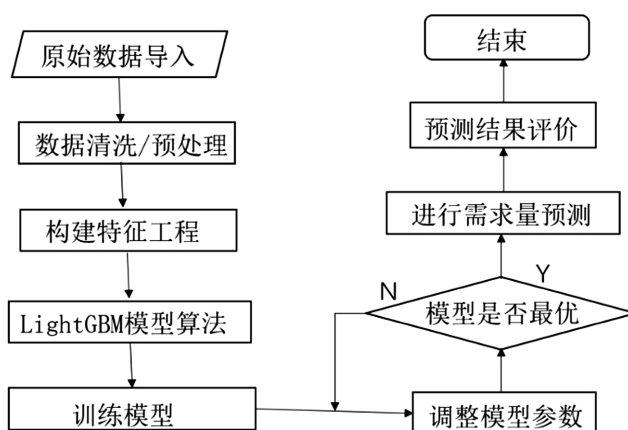 原始数据导入
数据清洗/预处理
构建特征工程
LightGBM模型算法
训练模型
调整模型参数
模型是否最优
N
Y
进行需求量预测
预测结果评价
结束